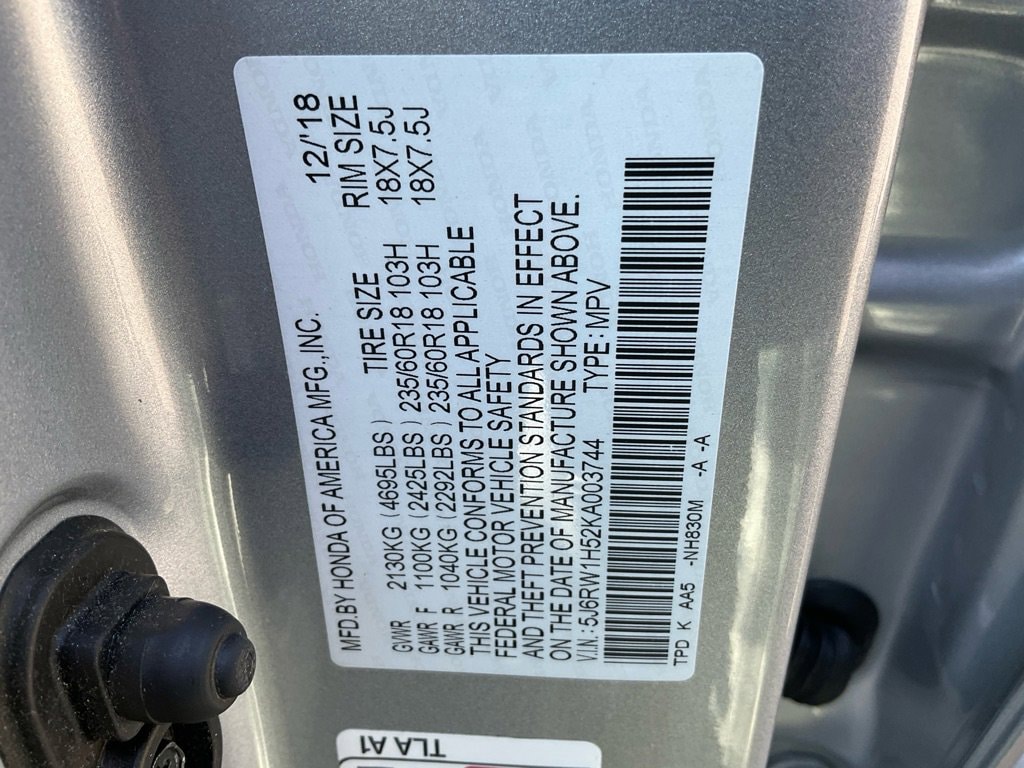 MFD.BY HONDA OF AMERICA MFG.,INC. 12/'18
TIRE SIZE RIM SIZE
GVWR 2130KG (4695LBS)
GAWR F 1100KG (2425LBS) 235/60R18 103H 18X7.5J
GAWR R 1040KG (2292LBS) 235/60R18 103H 18X7.5J
THIS VEHICLE CONFORMS TO ALL APPLICABLE
FEDERAL MOTOR VEHICLE SAFETY
AND THEFT PREVENTION STANDARDS IN EFFECT
ON THE DATE OF MANUFACTURE SHOWN ABOVE.
V.I.N.: 5J6RW1H52KA003744 TYPE: MPV
TPD K AA5 -NH830M -A -A
TLA A1